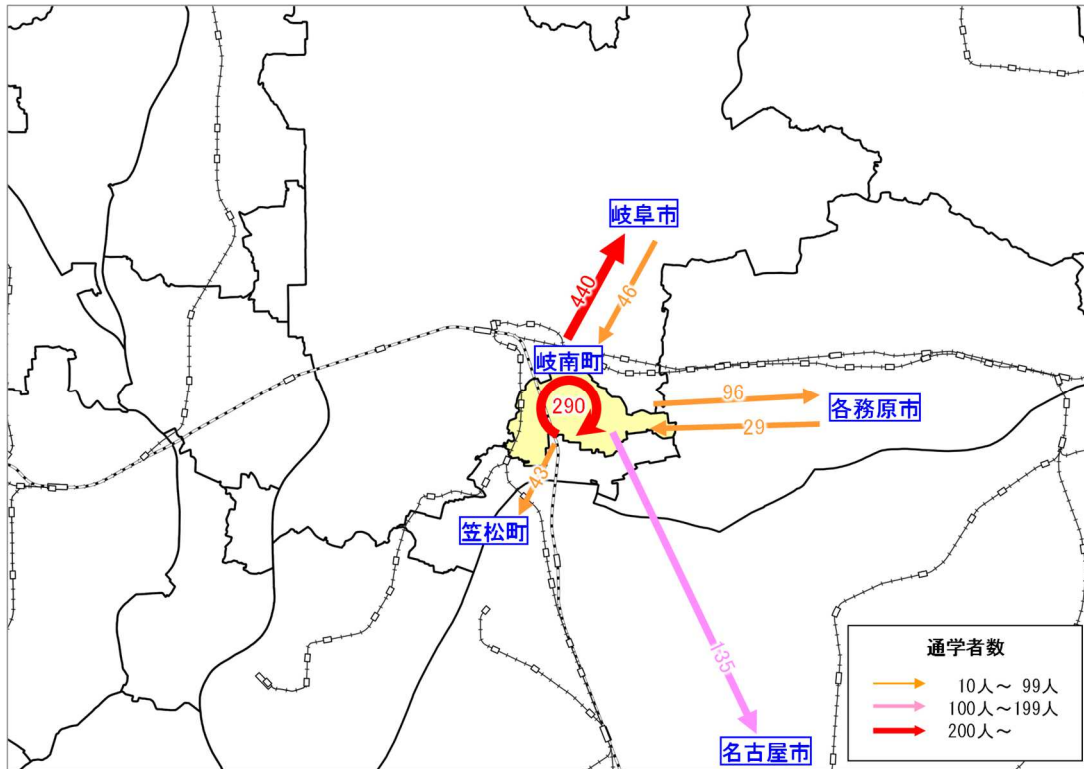 岐阜市
440
46
岐南町
290
96
各務原市
29
43
笠松町
135
名古屋市
通学者数
10人～ 99人
100人～199人
200人～